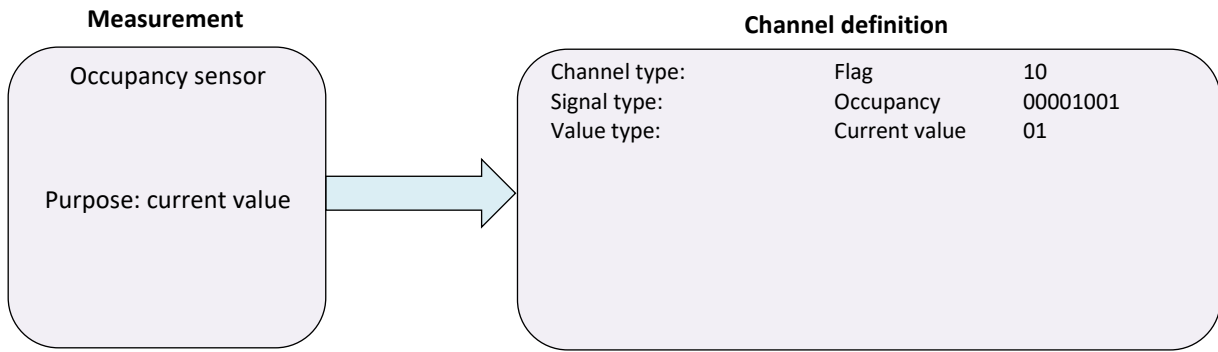 Measurement
Occupancy sensor
Purpose: current value
Channel definition
Channel type: Flag 10
Signal type: Occupancy 00001001
Value type: Current value 01